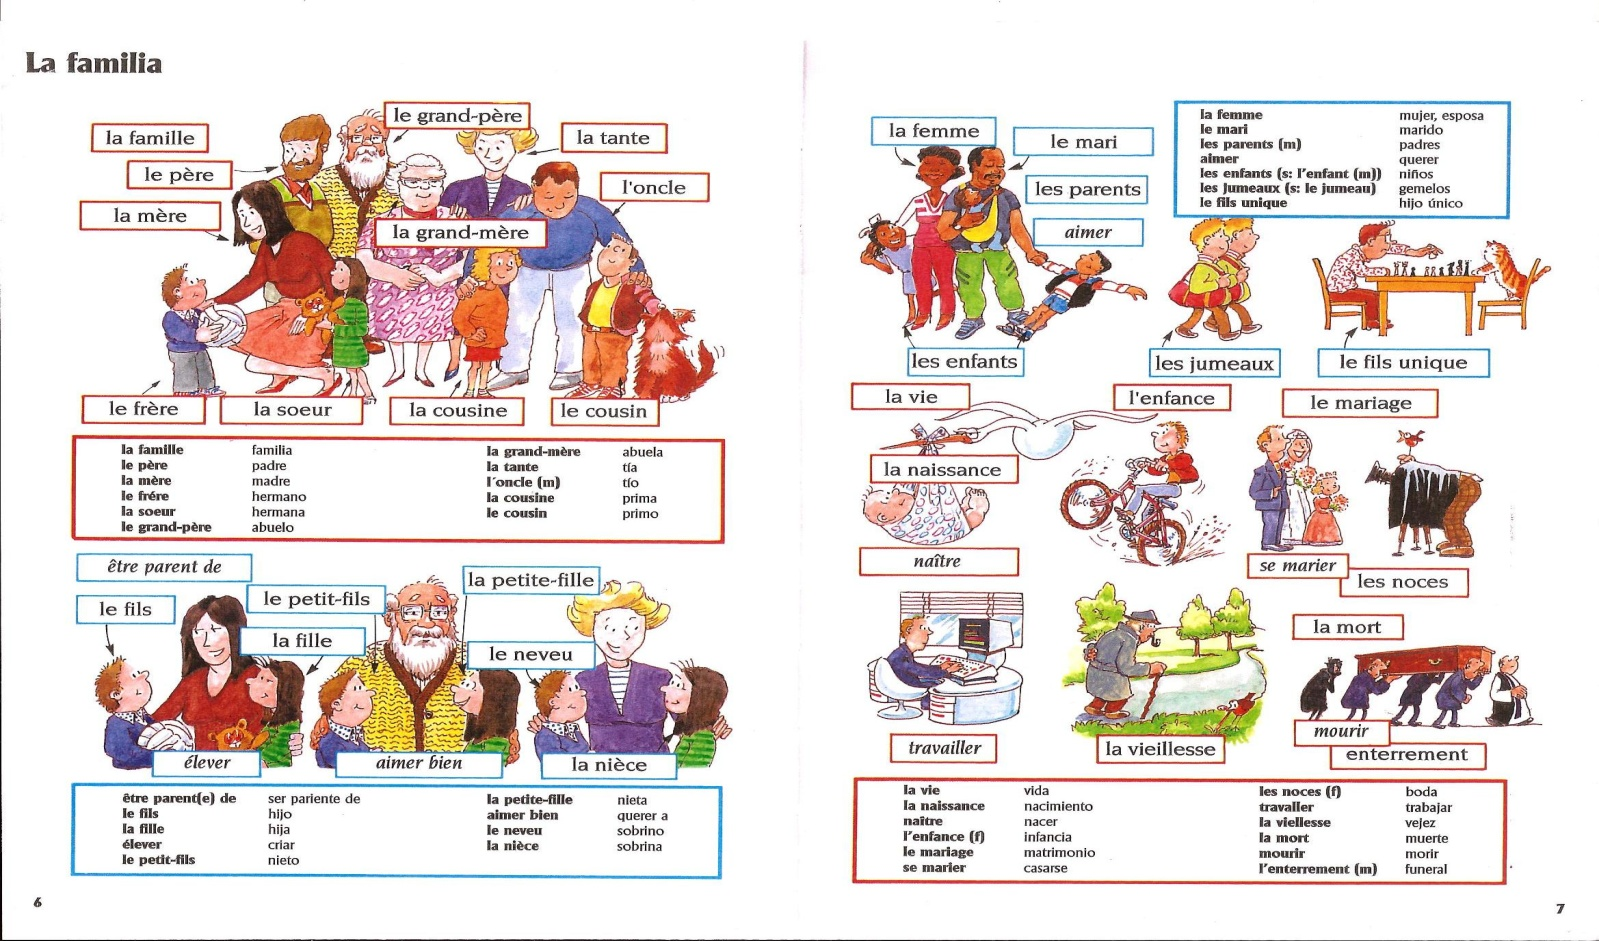 La familia
la famille
le grand-père
la tante
le père
l'oncle
la mère
la grand-mère
le frère
la soeur
la cousine
le cousin
la famille familia
le père padre
la mère madre
le frére hermano
la soeur hermana
le grand-père abuelo
la grand-mère abuela
la tante tía
l'oncle (m) tío
la cousine prima
le cousin primo
être parent de
le fils
le petit-fils
la petite-fille
la fille
le neveu
élever
aimer bien
la nièce
être parent(e) de ser pariente de
le fils hijo
la fille hija
élever criar
le petit-fils nieto
la petite-fille nieta
aimer bien querer a
le neveu sobrino
la nièce sobrina
6
la femme
le mari
les parents
aimer
la femme mujer, esposa
le mari marido
les parents (m) padres
aimer querer
les enfants (s: l'enfant (m)) niños
les jumeaux (s: le jumeau) gemelos
le fils unique hijo único
les enfants
les jumeaux
le fils unique
la vie
l'enfance
le mariage
la naissance
naître
se marier
les noces
la mort
travailler
la vieillesse
mourir
enterrement
la vie vida
la naissance nacimiento
naître nacer
l'enfance (f) infancia
le mariage matrimonio
se marier casarse
les noces (f) boda
travaller trabajar
la viellesse vejez
la mort muerte
mourir morir
l'enterrement (m) funeral
7